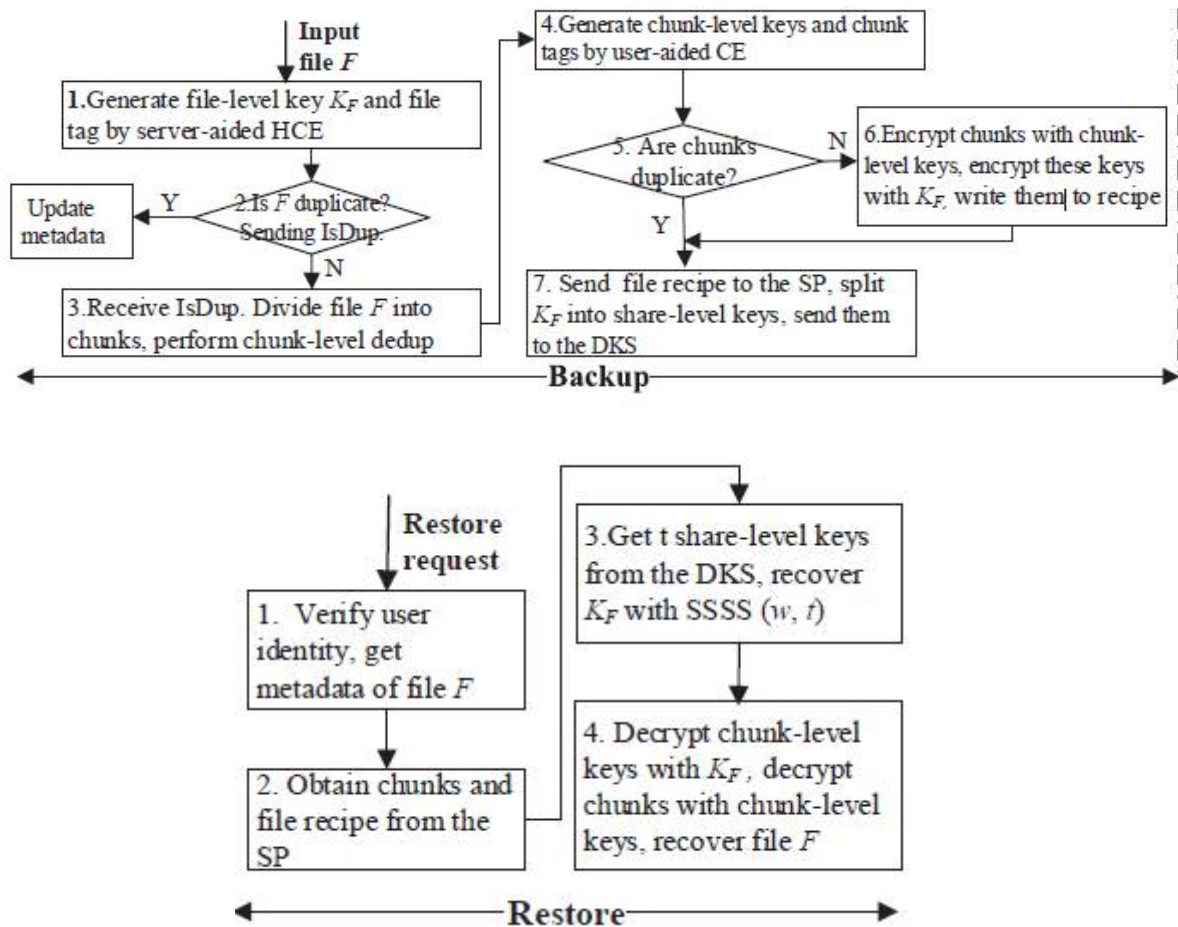 Input
file F
1.Generate file-level key K_F and file
tag by server-aided HCE
Y
2.Is F duplicate?
Sending IsDup.
Update
metadata
N
3.Receive IsDup. Divide file F into
chunks, perform chunk-level dedup
4.Generate chunk-level keys and chunk
tags by user-aided CE
5. Are chunks
duplicate?
N
6.Encrypt chunks with chunk-
level keys, encrypt these keys
with K_F, write them to recipe
Y
7. Send file recipe to the SP, split
K_F into share-level keys, send them
to the DKS
Backup
Restore
request
1. Verify user
identity, get
metadata of file F
2. Obtain chunks and
file recipe from the
SP
3.Get t share-level keys
from the DKS, recover
K_F with SSSS (w, t)
4. Decrypt chunk-level
keys with K_F, decrypt
chunks with chunk-level
keys, recover file F
Restore